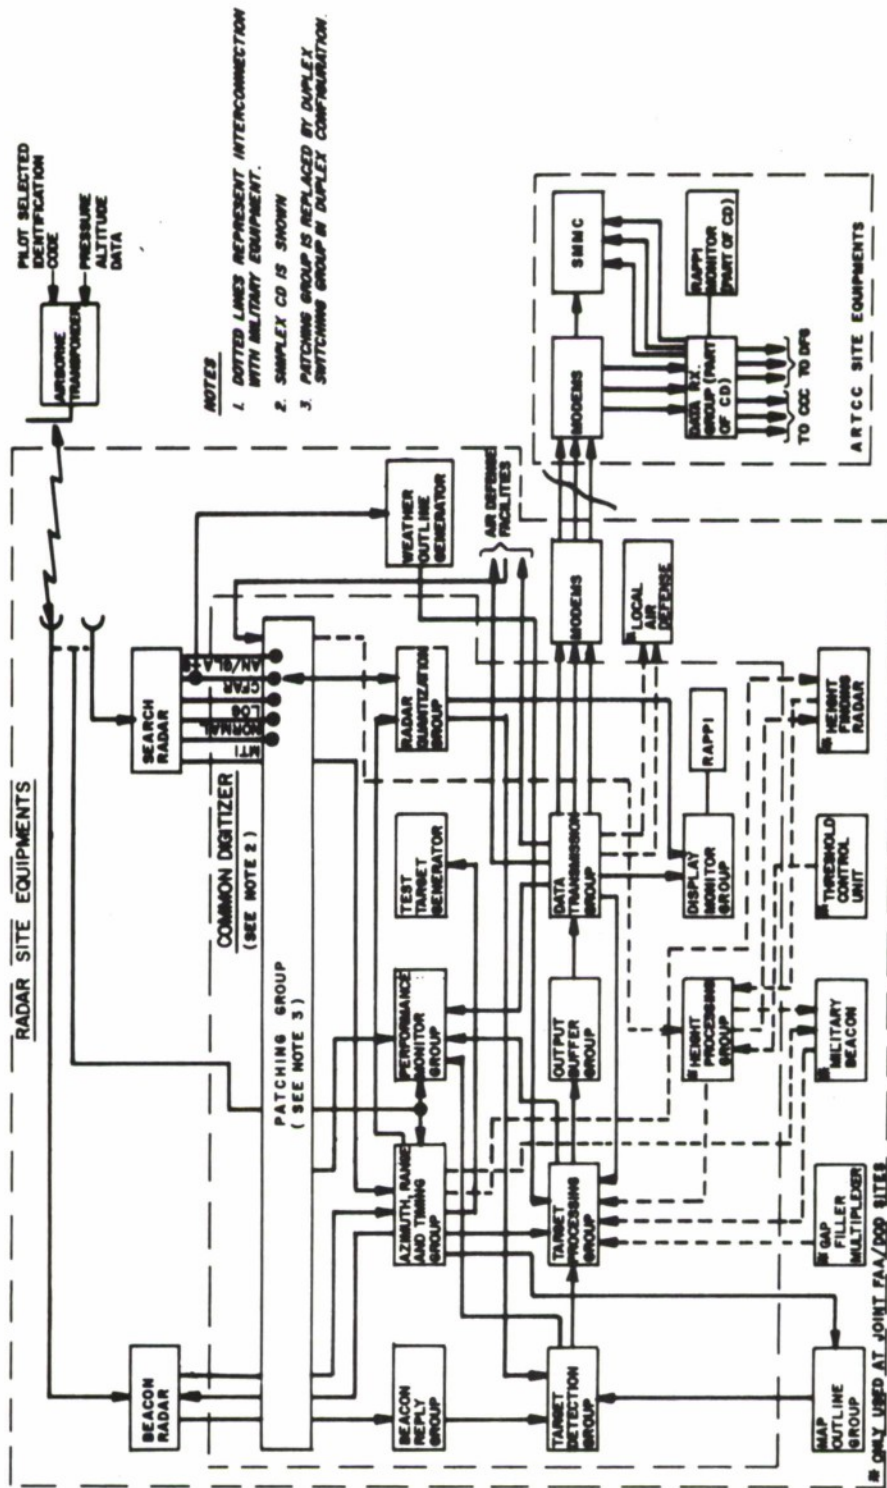 RADAR SITE EQUIPMENTS
PILOT SELECTED
IDENTIFICATION
CODE
PRESSURE
ALTITUDE
DATA
AIRBORNE
TRANSPONDER
NOTES
1. DOTTED LINES REPRESENT INTERCONNECTION
WITH MILITARY EQUIPMENT.
2. SIMPLEX CD IS SHOWN
3. PATCHING GROUP IS REPLACED BY DUPLEX
SWITCHING GROUP IN DUPLEX CONFIGURATION.
BEACON
RADAR
SEARCH
RADAR
MTI
NORMAL
LOG
CFAR
COMMON DIGITIZER
(SEE NOTE 2)
PATCHING GROUP
(SEE NOTE 3)
WEATHER
OUTLINE
GENERATOR
BEACON
REPLY
GROUP
AZIMUTH, RANGE
AND TIMING
GROUP
PERFORMANCE
MONITOR
GROUP
TEST
TARGET
GENERATOR
RADAR
QUANTIZATION
GROUP
AIR DEFENSE
FACILITIES
TARGET
DETECTION
GROUP
TARGET
PROCESSING
GROUP
OUTPUT
BUFFER
GROUP
DATA
TRANSMISSION
GROUP
MODEMS
MODEMS
SMMC
※ LOCAL
AIR
DEFENSE
※ HEIGHT
PROCESSING
GROUP
DISPLAY
MONITOR
GROUP
RAPPI
DATA RX.
GROUP (PART
OF CD)
RAPPI
MONITOR
(PART OF CD)
TO CCC
TO DFG
ARTCC SITE EQUIPMENTS
MAP
OUTLINE
GROUP
※ GAP
FILLER
MULTIPLEXER
※ MILITARY
BEACON
※ THRESHOLD
CONTROL
UNIT
※ HEIGHT
FINDING
RADAR
※ ONLY USED AT JOINT FAA/DOD SITES